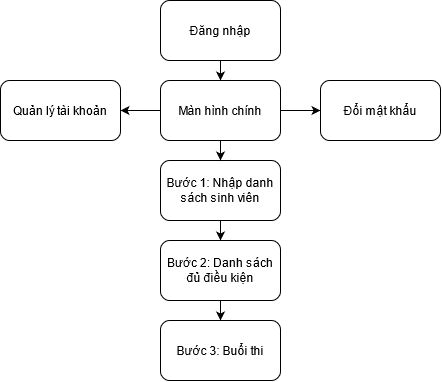 Đăng nhập
Quản lý tài khoản
Màn hình chính
Đổi mật khẩu
Bước 1: Nhập danh
sách sinh viên
Bước 2: Danh sách
đủ điều kiện
Bước 3: Buổi thi